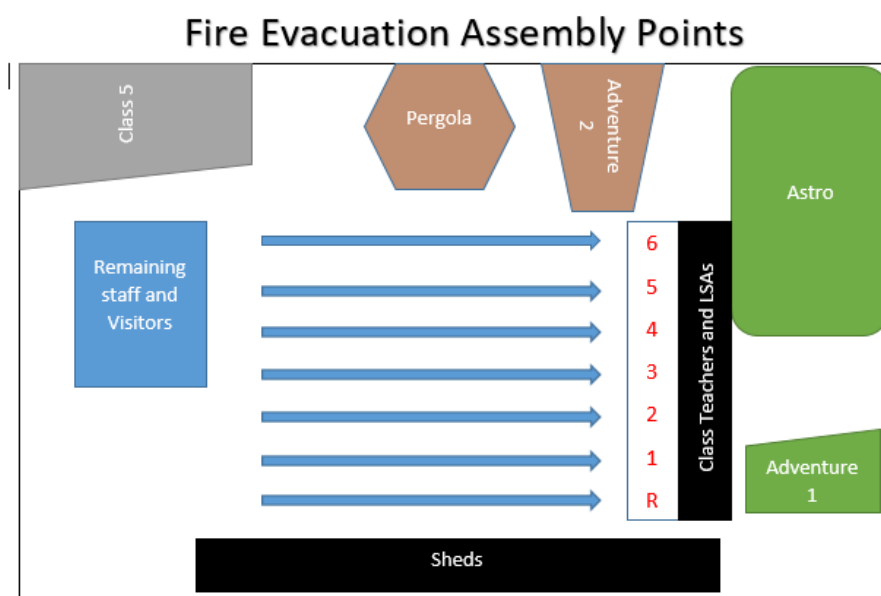 Fire Evacuation Assembly Points
Class 5
Pergola
Adventure
2
Astro
Remaining
staff and
Visitors
6
5
4
3
2
1
R
Class Teachers and LSAs
Adventure
1
Sheds